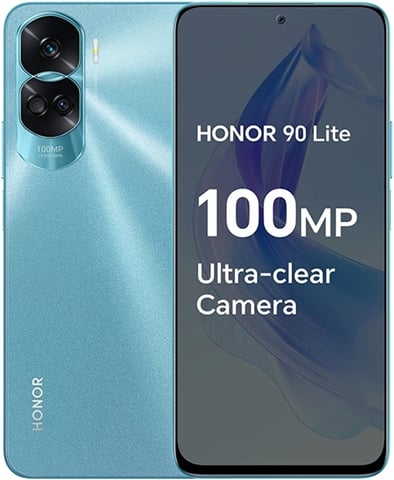 100MP
HONOR
HONOR 90 Lite
100MP
Ultra-clear
Camera